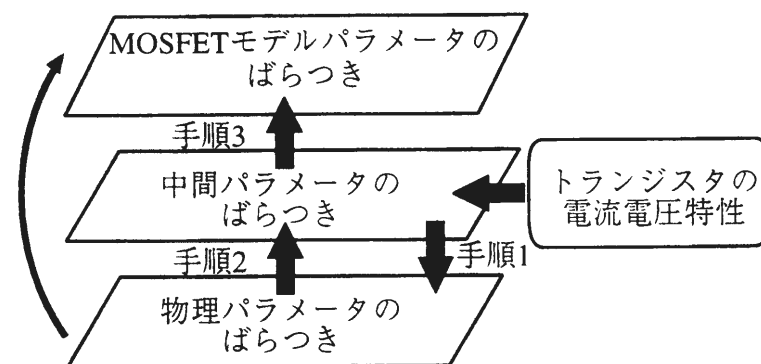 MOSFETモデルパラメータの
ばらつき
手順3
中間パラメータの
ばらつき
トランジスタの
電流電圧特性
手順2
手順1
物理パラメータの
ばらつき